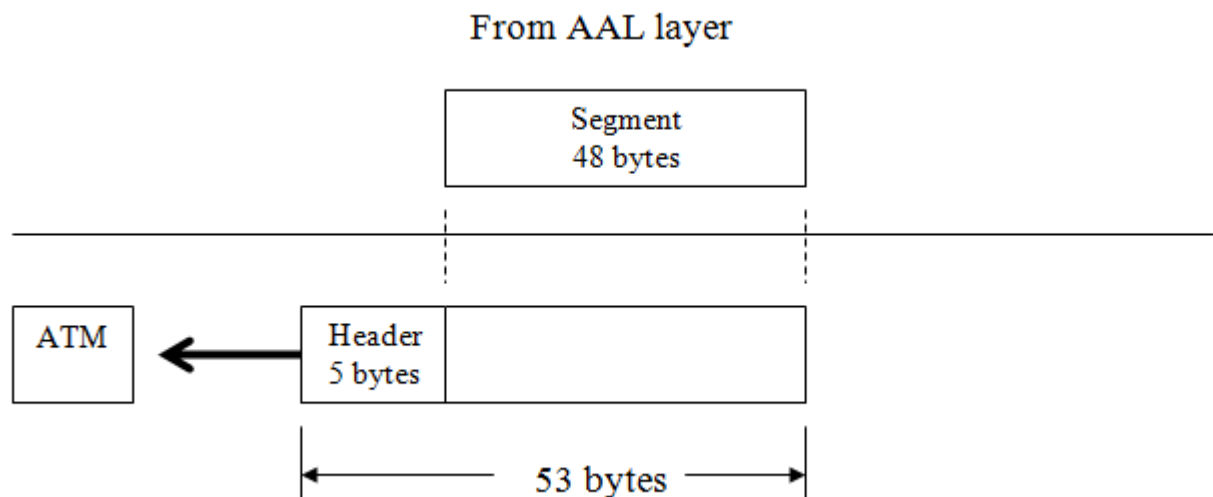 From AAL layer
Segment
48 bytes
ATM
Header
5 bytes
53 bytes